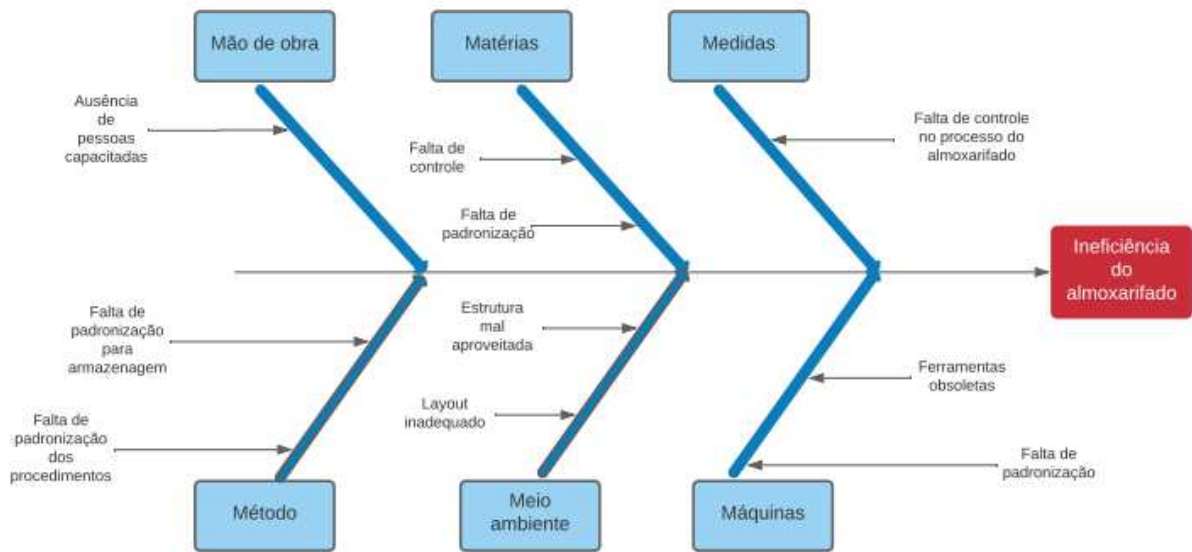 Mão de obra
Matérias
Medidas
Ausência
de
pessoas
capacitadas
Falta de
controle
Falta de
padronização
Falta de controle
no processo do
almoxarifado
Ineficiência
do
almoxarifado
Falta de
padronização
para
armazenagem
Falta de
padronização
dos
procedimentos
Estrutura
mal
aproveitada
Layout
inadequado
Ferramentas
obsoletas
Falta de
padronização
Método
Meio
ambiente
Máquinas